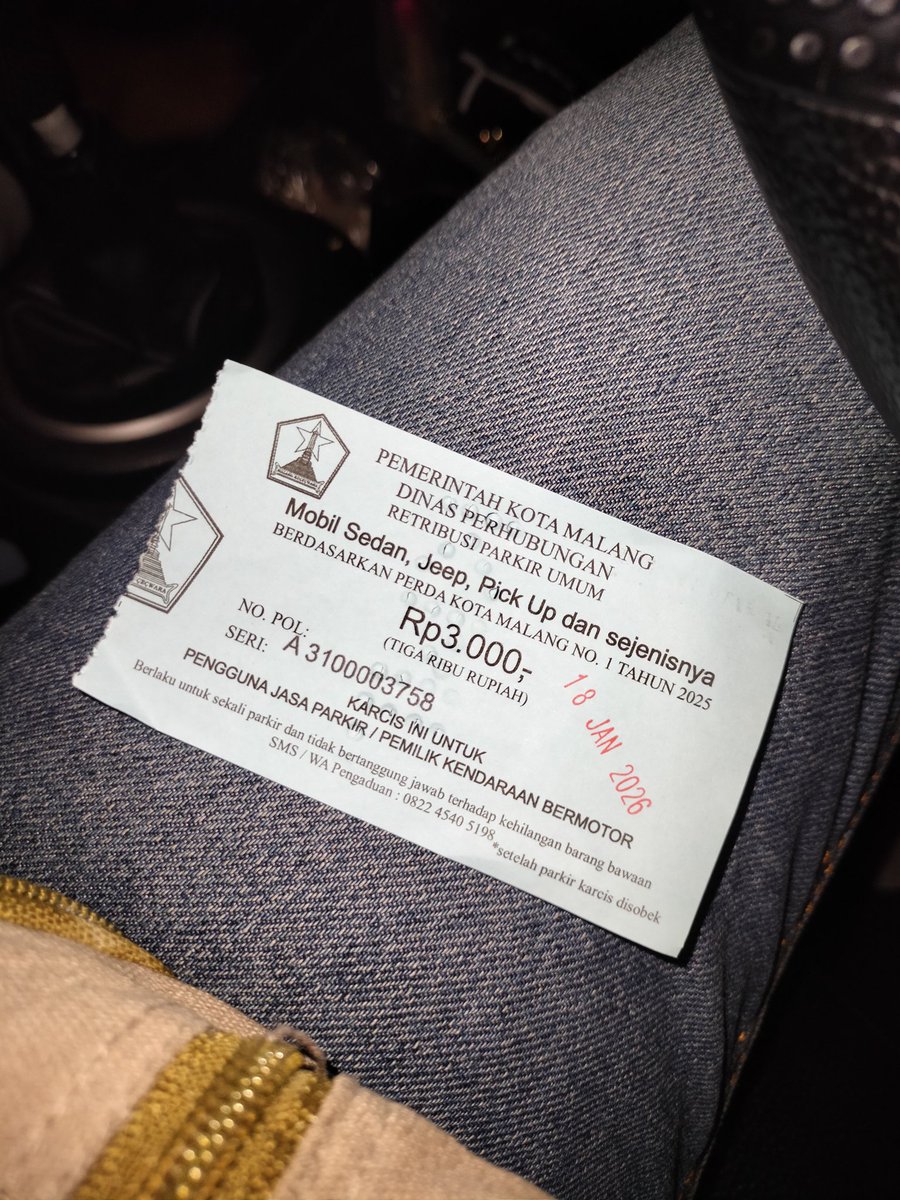 PEMERINTAH KOTA MALANG
DINAS PERHUBUNGAN
RETRIBUSI PARKIR UMUM
Mobil Sedan, Jeep, Pick Up dan sejenisnya
BERDASARKAN PERDA KOTA MALANG NO. 1 TAHUN 2025
Rp3.000,-
(TIGA RIBU RUPIAH)
NO. POL:
SERI: A 3100003758
18 JAN 2026
KARCIS INI UNTUK
PENGGUNA JASA PARKIR / PEMILIK KENDARAAN BERMOTOR
Berlaku untuk sekali parkir dan tidak bertanggung jawab terhadap kehilangan barang bawaan
SMS / WA Pengaduan : 0822 4540 5198
*setelah parkir karcis disobek